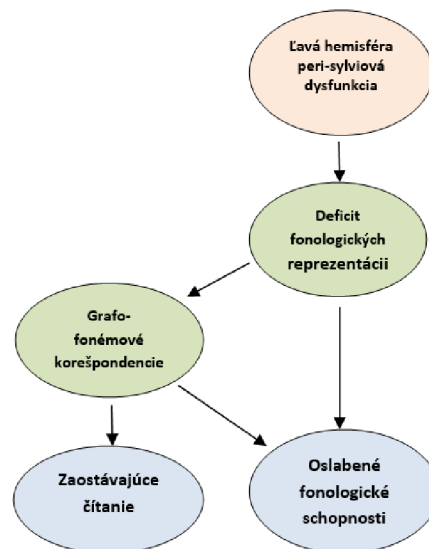 Ľavá hemisféra
peri-sylviová
dysfunkcia
Deficit
fonologických
reprezentácii
Grafo-
fonémové
korešpondencie
Zaostávajúce
čítanie
Oslabené
fonologické
schopnosti